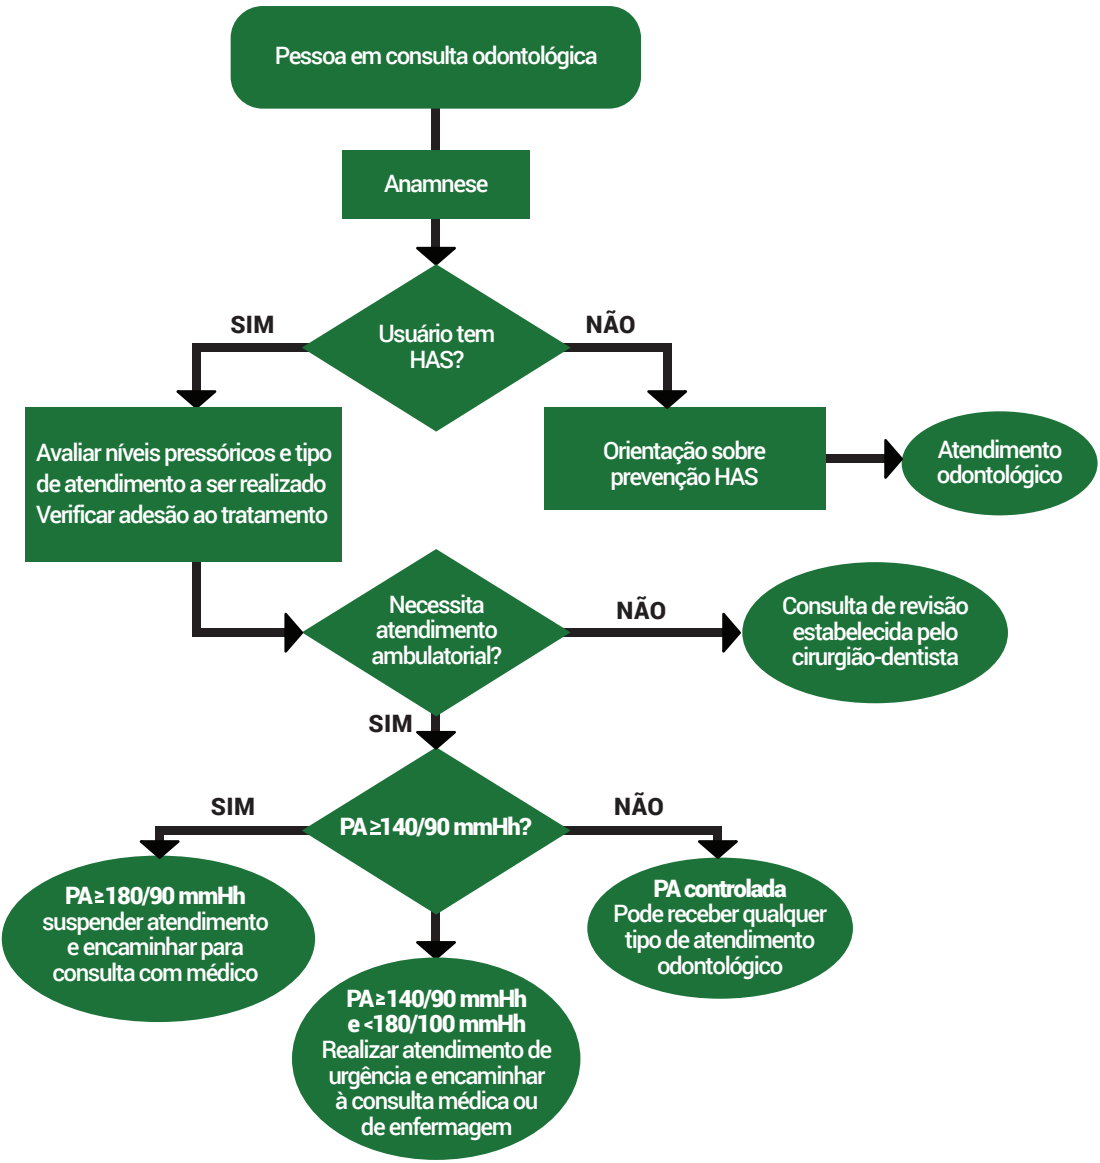 Pessoa em consulta odontológica
Anamnese
Usuário tem
HAS?
SIM
NÃO
Avaliar níveis pressóricos e tipo
de atendimento a ser realizado
Verificar adesão ao tratamento
Orientação sobre
prevenção HAS
Atendimento
odontológico
Necessita
atendimento
ambulatorial?
NÃO
Consulta de revisão
estabelecida pelo
cirurgião-dentista
SIM
PA ≥140/90 mmHh?
SIM
NÃO
PA ≥ 180/90 mmHh
suspender atendimento
e encaminhar para
consulta com médico
PA controlada
Pode receber qualquer
tipo de atendimento
odontológico
PA ≥ 140/90 mmHh
e <180/100 mmHh
Realizar atendimento de
urgência e encaminhar
à consulta médica ou
de enfermagem